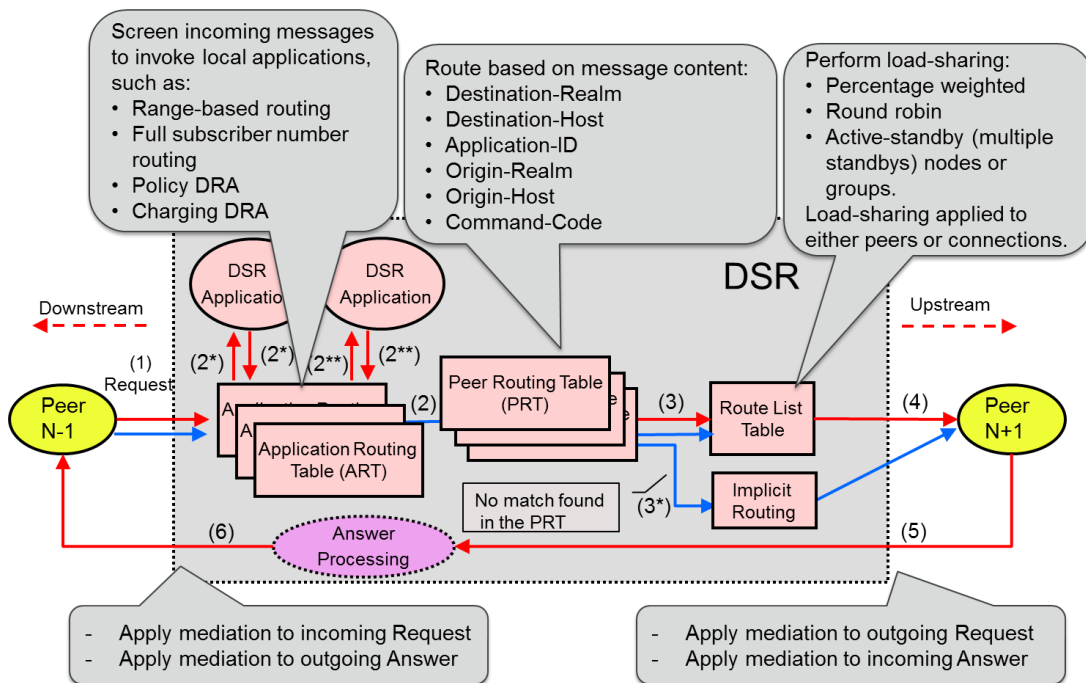 Screen incoming messages
to invoke local applications,
such as:
• Range-based routing
• Full subscriber number
routing
• Policy DRA
• Charging DRA
Route based on message content:
• Destination-Realm
• Destination-Host
• Application-ID
• Origin-Realm
• Origin-Host
• Command-Code
Perform load-sharing:
• Percentage weighted
• Round robin
• Active-standby (multiple
standbys) nodes or
groups.
Load-sharing applied to
either peers or connections.
DSR
DSR
Applicatio
DSR
Application
Downstream
Upstream
(1)
Request
(2*)
(2*)
(2**)
(2**)
Peer
N-1
Application Routing
Table (ART)
(2)
Peer Routing Table
(PRT)
(3)
Route List
Table
(4)
Peer
N+1
No match found
in the PRT
(3*)
Implicit
Routing
(6)
Answer
Processing
(5)
- Apply mediation to incoming Request
- Apply mediation to outgoing Answer
- Apply mediation to outgoing Request
- Apply mediation to incoming Answer